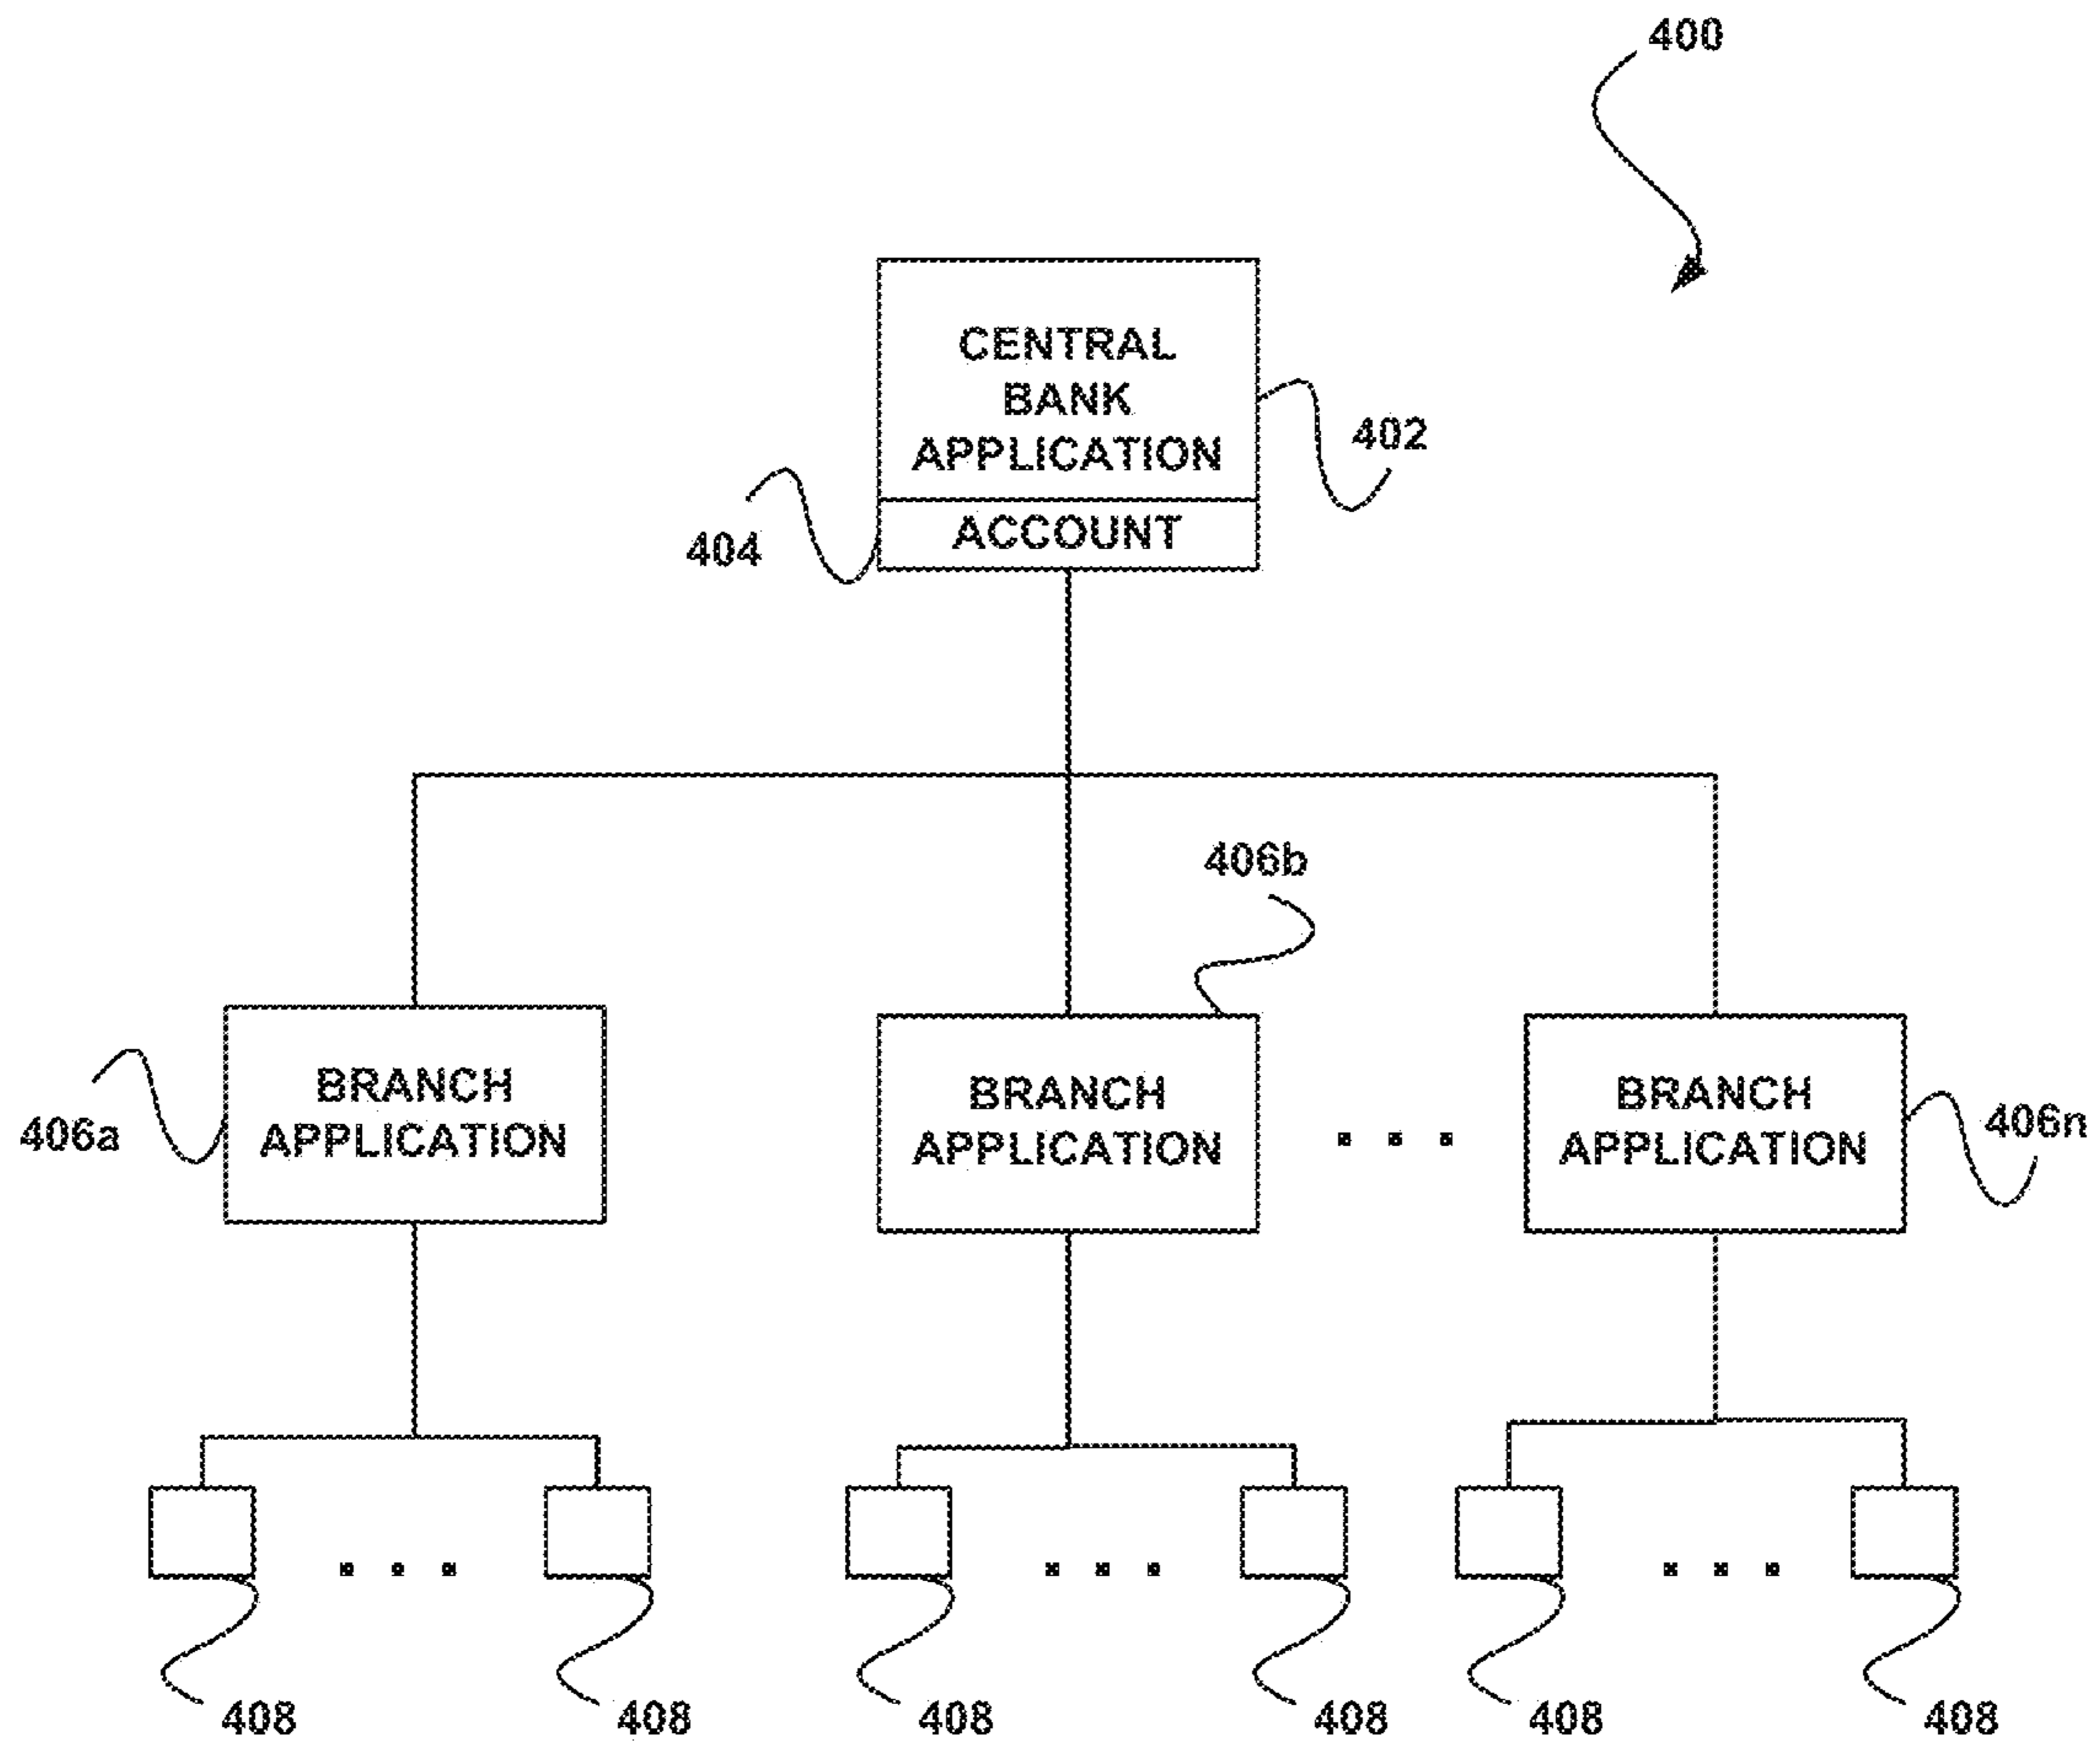 400
CENTRAL
BANK
APPLICATION
402
ACCOUNT
404
406b
BRANCH
APPLICATION
406a
BRANCH
APPLICATION
. . .
BRANCH
APPLICATION
406n
. . .
. . .
. . .
408
408
408
408
408
408